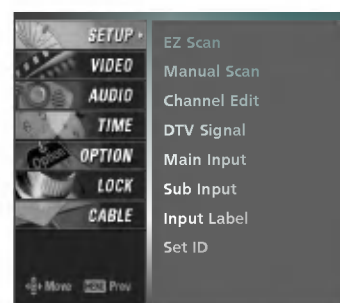 SETUP
VIDEO
AUDIO
TIME
OPTION
LOCK
CABLE
Move MENU Prev
EZ Scan
Manual Scan
Channel Edit
DTV Signal
Main Input
Sub Input
Input Label
Set ID